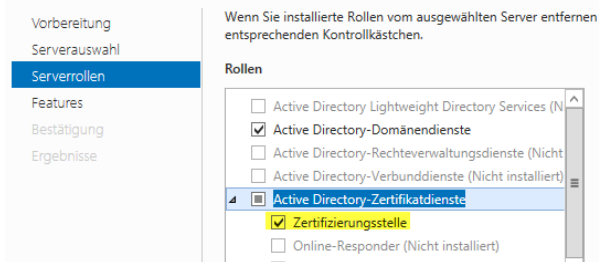 Vorbereitung
Serverauswahl
Serverrollen
Features
Bestätigung
Ergebnisse
Wenn Sie installierte Rollen vom ausgewählten Server entfernen
entsprechenden Kontrollkästchen.
Rollen
Active Directory Lightweight Directory Services (N
Active Directory-Domänendienste
Active Directory-Rechteverwaltungsdienste (Nicht
Active Directory-Verbunddienste (Nicht installiert)
Active Directory-Zertifikatdienste
Zertifizierungsstelle
Online-Responder (Nicht installiert)